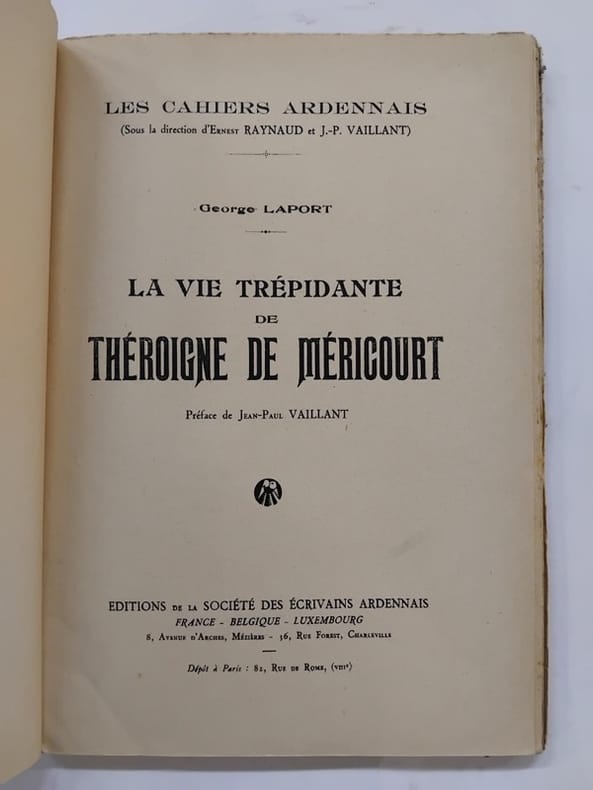 LES CAHIERS ARDENNAIS
(Sous la direction d'ERNEST RAYNAUD et J.-P. VAILLANT)
George LAPORT
LA VIE TRÉPIDANTE
DE
THÉROIGNE DE MÉRICOURT
Préface de JEAN-PAUL VAILLANT
EDITIONS DE LA SOCIÉTÉ DES ÉCRIVAINS ARDENNAIS
FRANCE - BELGIQUE - LUXEMBOURG
8, AVENUE D'ARCHES, MÉZIÈRES - 36, RUE FOREST, CHARLEVILLE
Dépôt à Paris : 82, RUE DE ROME, (VIIIe)